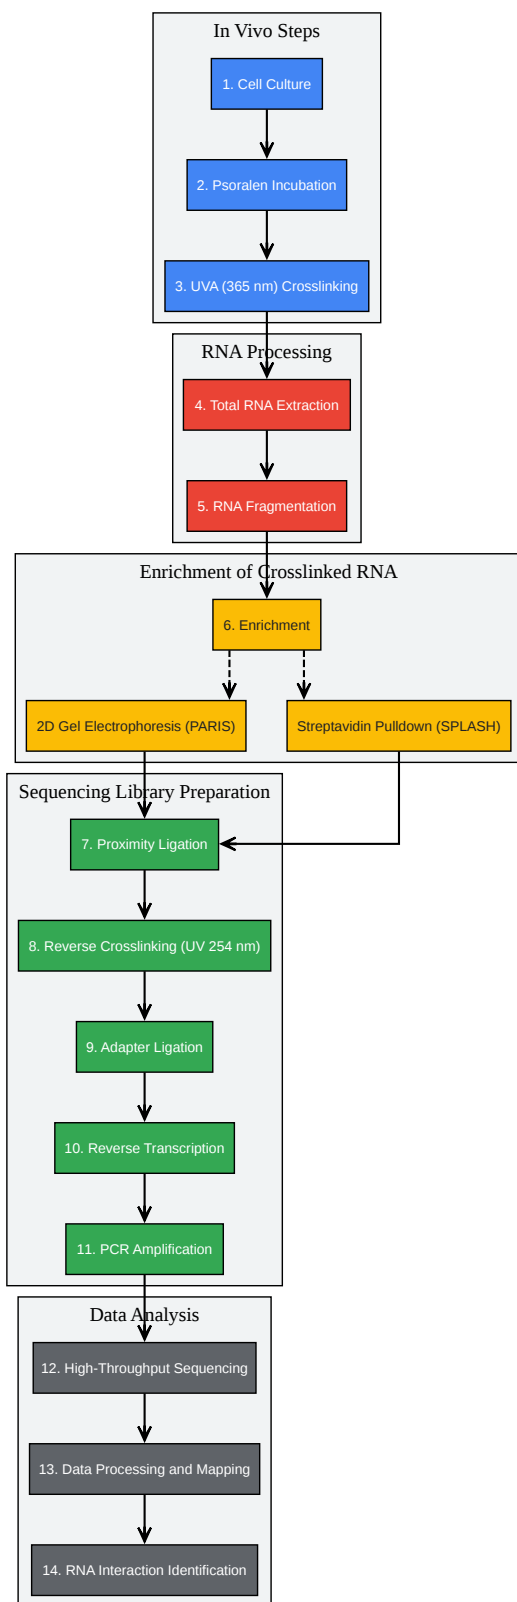 In Vivo Steps
1. Cell Culture
2. Psoralen Incubation
3. UVA (365 nm) Crosslinking
RNA Processing
4. Total RNA Extraction
5. RNA Fragmentation
Enrichment of Crosslinked RNA
6. Enrichment
2D Gel Electrophoresis (PARIS)
Streptavidin Pulldown (SPLASH)
Sequencing Library Preparation
7. Proximity Ligation
8. Reverse Crosslinking (UV 254 nm)
9. Adapter Ligation
10. Reverse Transcription
11. PCR Amplification
Data Analysis
12. High-Throughput Sequencing
13. Data Processing and Mapping
14. RNA Interaction Identification